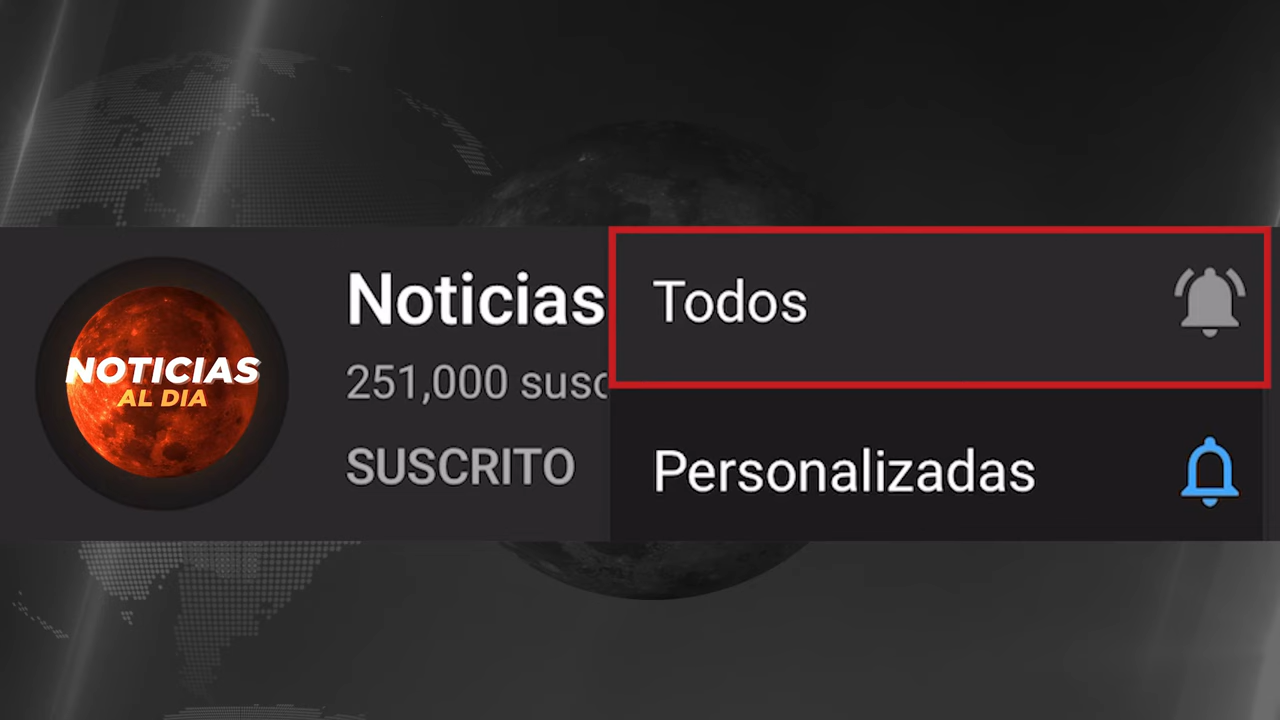 NOTICIAS
AL DIA
Noticias
251,000 susc
SUSCRITO
Todos
Personalizadas